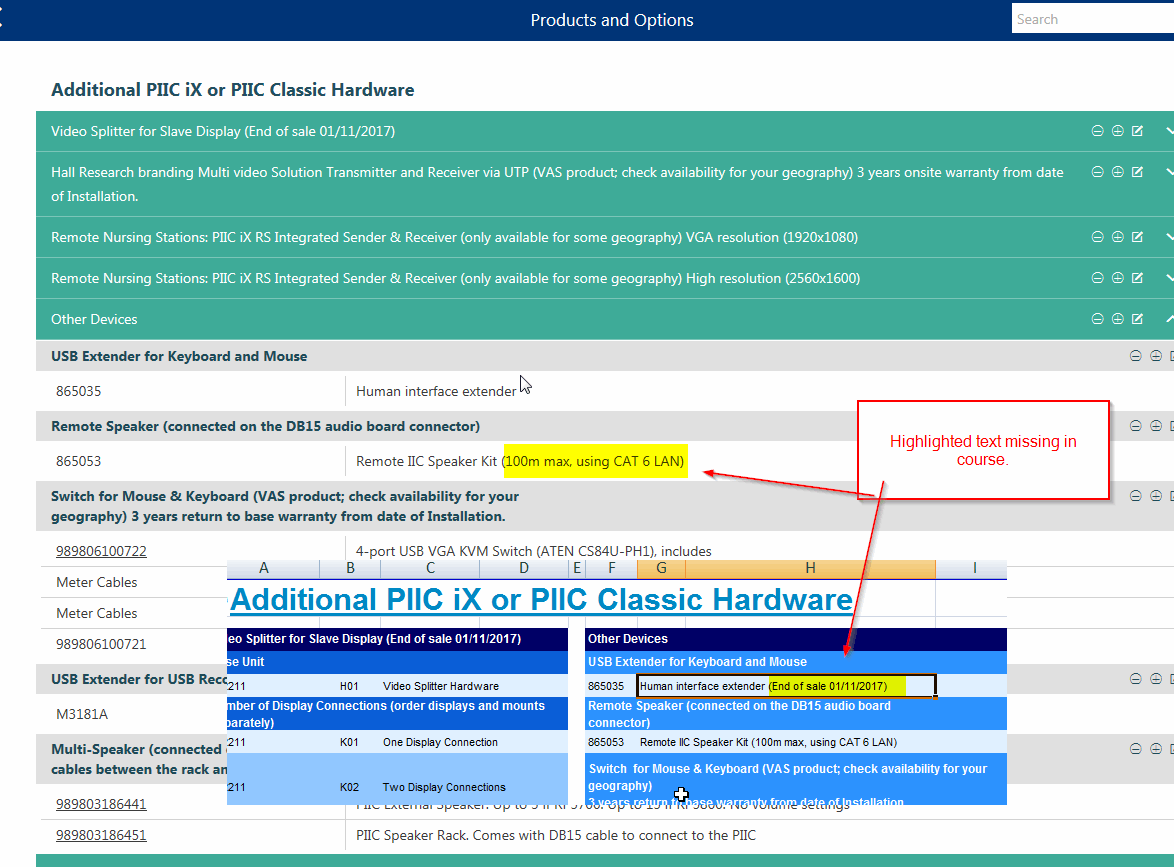 Products and Options
Search
Additional PIIC iX or PIIC Classic Hardware
Video Splitter for Slave Display (End of sale 01/11/2017)
Hall Research branding Multi video Solution Transmitter and Receiver via UTP (VAS product; check availability for your geography) 3 years onsite warranty from date
of Installation.
Remote Nursing Stations: PIIC iX RS Integrated Sender & Receiver (only available for some geography) VGA resolution (1920x1080)
Remote Nursing Stations: PIIC iX RS Integrated Sender & Receiver (only available for some geography) High resolution (2560x1600)
Other Devices
USB Extender for Keyboard and Mouse
865035 Human interface extender
Remote Speaker (connected on the DB15 audio board connector)
Highlighted text missing in
course.
865053 Remote IIC Speaker Kit (100m max, using CAT 6 LAN)
Switch for Mouse & Keyboard (VAS product; check availability for your
geography) 3 years return to base warranty from date of Installation.
989806100722 4-port USB VGA KVM Switch (ATEN CS84U-PH1), includes
Meter Cables
Meter Cables
989806100721
USB Extender for USB Reco
M3181A
Multi-Speaker (connected
cables between the rack an
989803186441 PIIC External Speaker. Up to 5 if RP5700. Up to 15 if RP5800. No volume settings
989803186451 PIIC Speaker Rack. Comes with DB15 cable to connect to the PIIC
A B C D E F G H I
Additional PIIC iX or PIIC Classic Hardware
eo Splitter for Slave Display (End of sale 01/11/2017) Other Devices
se Unit USB Extender for Keyboard and Mouse
211 H01 Video Splitter Hardware 865035 Human interface extender (End of sale 01/11/2017)
mber of Display Connections (order displays and mounts Remote Speaker (connected on the DB15 audio board
parately) connector)
211 K01 One Display Connection 865053 Remote IIC Speaker Kit (100m max, using CAT 6 LAN)
Switch for Mouse & Keyboard (VAS product; check availability for your
geography)
211 K02 Two Display Connections
3 years return to base warranty from date of Installation